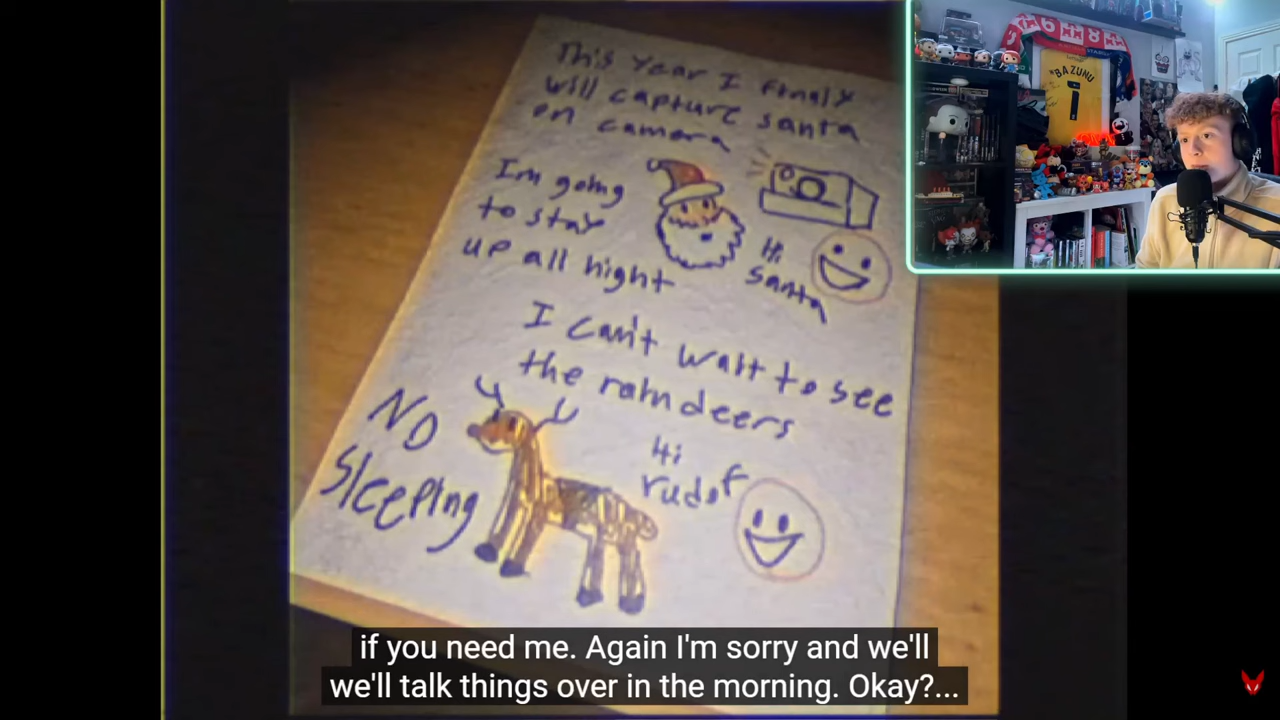 This Year I finaly
will capture santa
on camera
Im going
to stay
up all night
Hi
santa
I can't wait to see
the raindeers
NO
Sleeping
Hi
rudof
BAZUNU
1
if you need me. Again I'm sorry and we'll
we'll talk things over in the morning. Okay?...